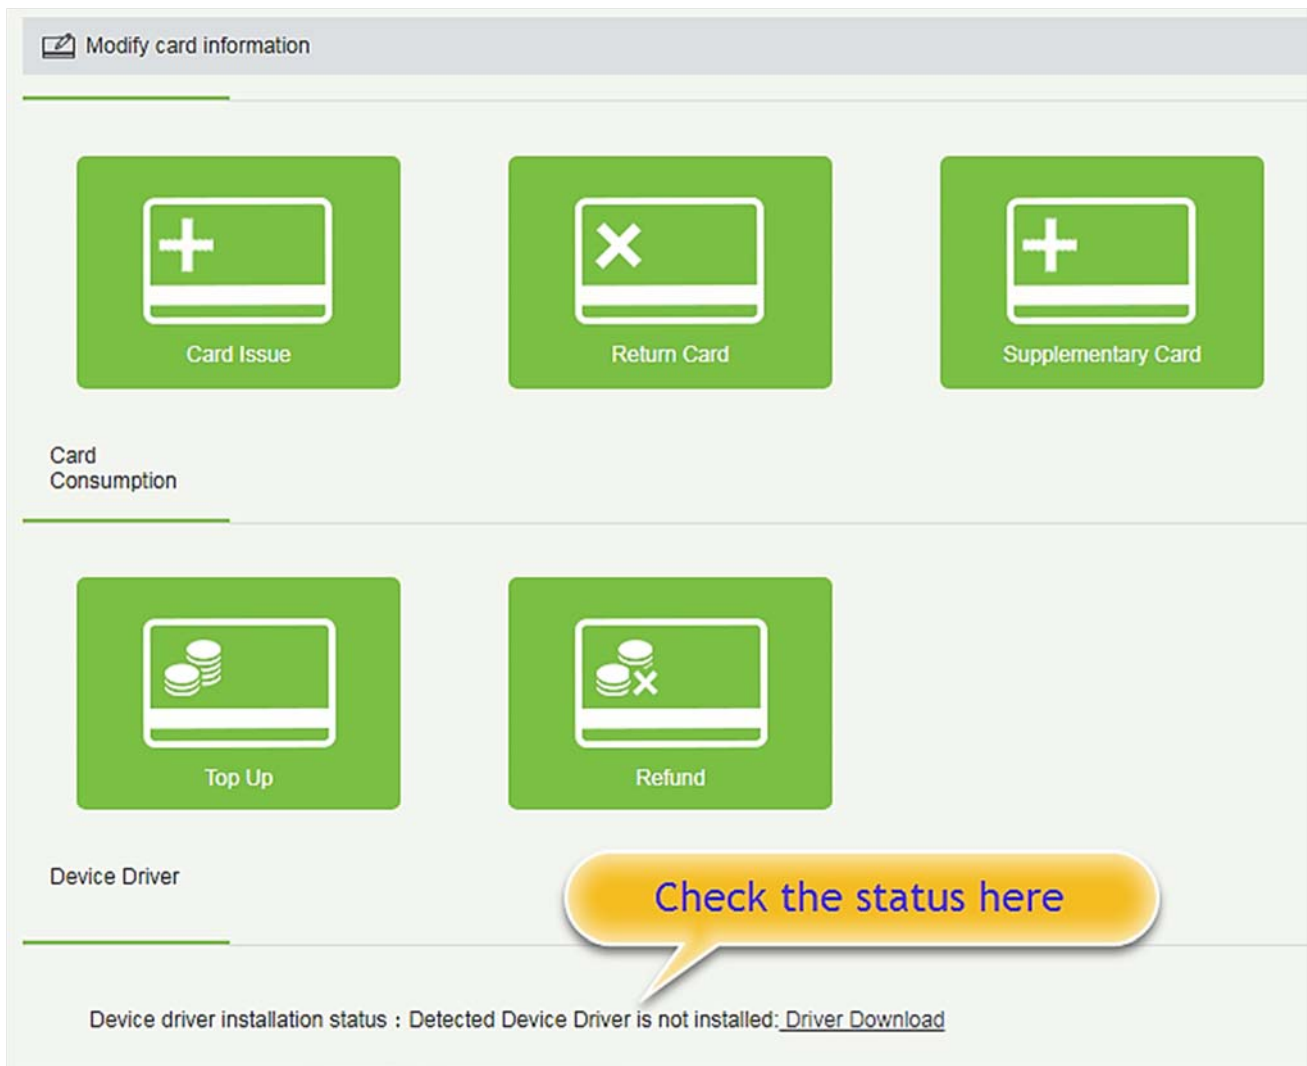 Modify card information
Card Issue
Return Card
Supplementary Card
Card
Consumption
Top Up
Refund
Device Driver
Check the status here
Device driver installation status : Detected Device Driver is not installed: Driver Download